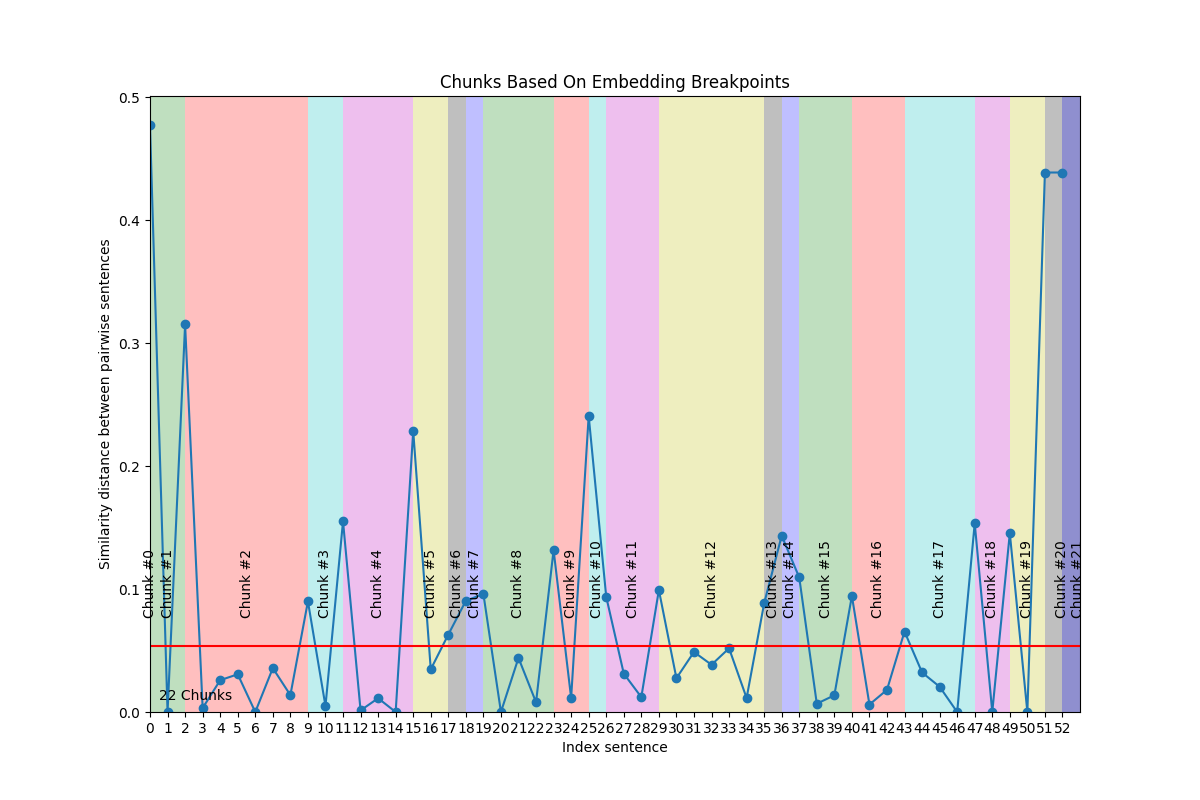 Chunks Based On Embedding Breakpoints
0.5
0.4
0.3
0.2
0.1
0.0
Similarity distance between pairwise sentences
Chunk #0
Chunk #1
Chunk #2
Chunk #3
Chunk #4
Chunk #5
Chunk #6
Chunk #7
Chunk #8
Chunk #9
Chunk #10
Chunk #11
Chunk #12
Chunk #13
Chunk #14
Chunk #15
Chunk #16
Chunk #17
Chunk #18
Chunk #19
Chunk #20
Chunk #21
22 Chunks
0 1 2 3 4 5 6 7 8 9 10 11 12 13 14 15 16 17 18 19 20 21 22 23 24 25 26 27 28 29 30 31 32 33 34 35 36 37 38 39 40 41 42 43 44 45 46 47 48 49 50 51 52
Index sentence